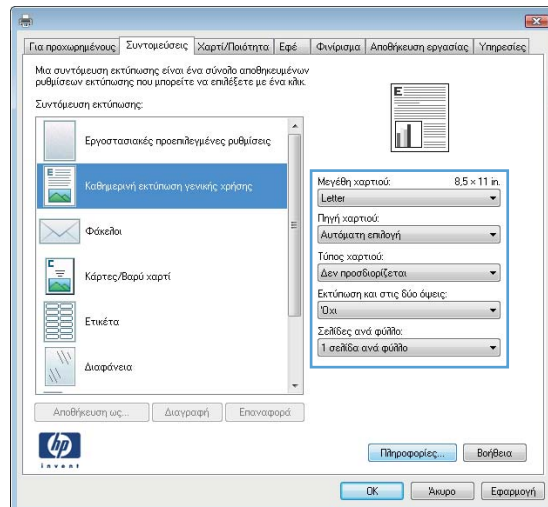 Για προχωρημένους Συντομεύσεις Χαρτί/Ποιότητα Εφέ Φινίρισμα Αποθήκευση εργασίας Υπηρεσίες
Μια συντόμευση εκτύπωσης είναι ένα σύνολο αποθηκευμένων
ρυθμίσεων εκτύπωσης που μπορείτε να επιλέξετε με ένα κλικ.
Συντόμευση εκτύπωσης:
Εργοστασιακές προεπιλεγμένες ρυθμίσεις
Καθημερινή εκτύπωση γενικής χρήσης
Φάκελοι
Κάρτες/Βαρύ χαρτί
Ετικέτα
Διαφάνεια
Αποθήκευση ως... Διαγραφή Επαναφορά
E
Μεγέθη χαρτιού: 8,5 × 11 in.
Letter
Πηγή χαρτιού:
Αυτόματη επιλογή
Τύπος χαρτιού:
Δεν προσδιορίζεται
Εκτύπωση και στις δύο όψεις:
Όχι
Σελίδες ανά φύλλο:
1 σελίδα ανά φύλλο
hp
invent
Πληροφορίες... Βοήθεια
OK Άκυρο Εφαρμογή